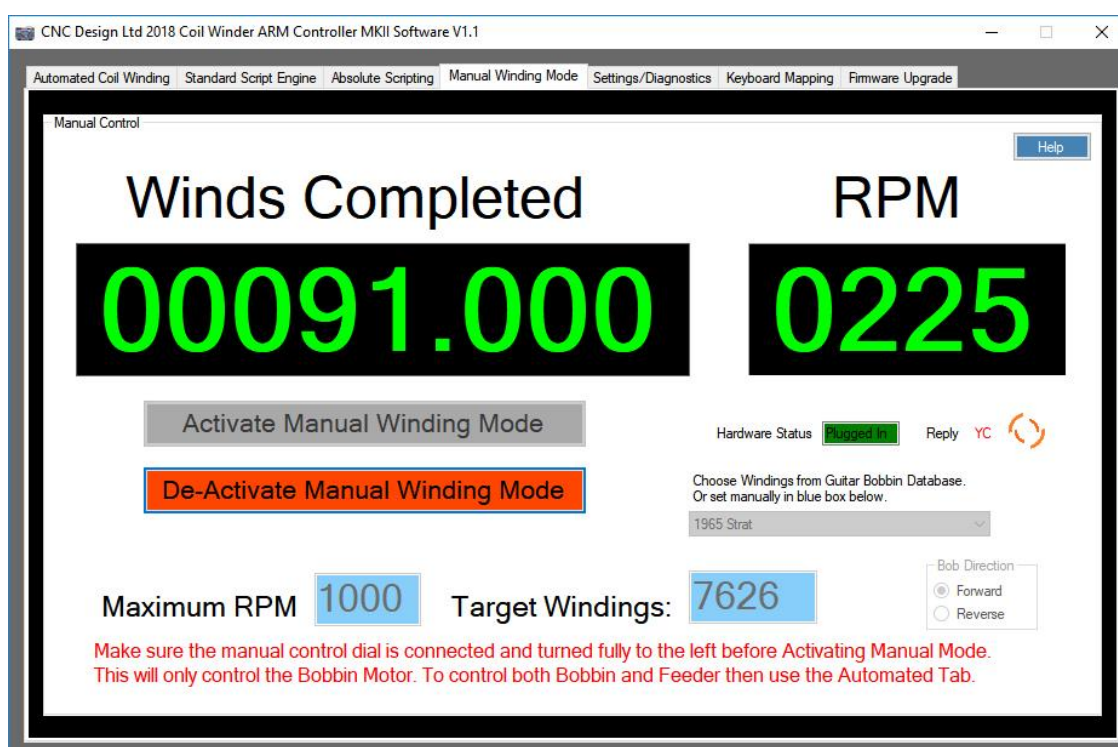 CNC Design Ltd 2018 Coil Winder ARM Controller MKII Software V1.1
Automated Coil Winding Standard Script Engine Absolute Scripting Manual Winding Mode Settings/Diagnostics Keyboard Mapping Firmware Upgrade
Manual Control
Help
Winds Completed RPM
00091.000 0225
Activate Manual Winding Mode
Hardware Status Plugged In Reply YC
De-Activate Manual Winding Mode
Choose Windings from Guitar Bobbin Database.
Or set manually in blue box below.
1965 Strat
Bob Direction
Forward
Reverse
Maximum RPM 1000 Target Windings: 7626
Make sure the manual control dial is connected and turned fully to the left before Activating Manual Mode.
This will only control the Bobbin Motor. To control both Bobbin and Feeder then use the Automated Tab.